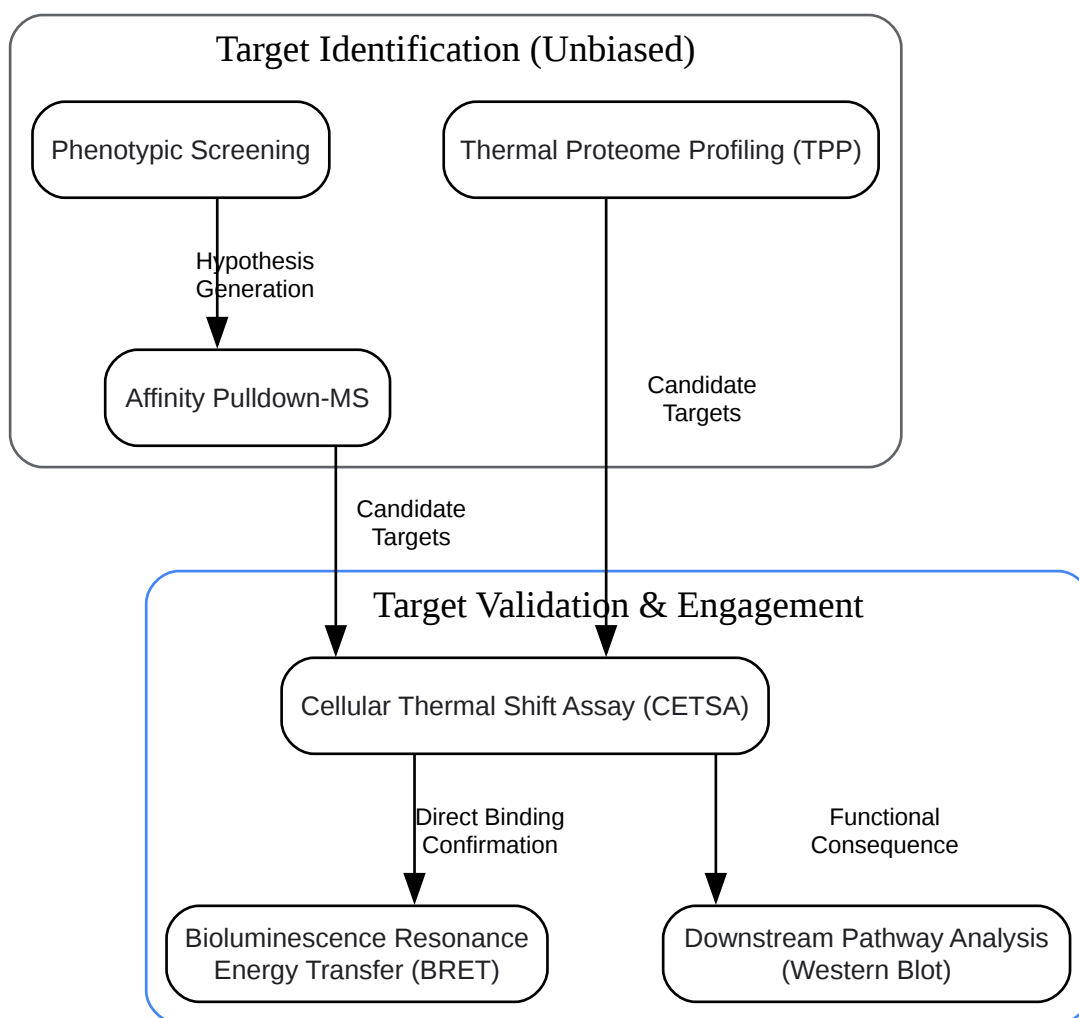 Target Identification (Unbiased)
Phenotypic Screening
Thermal Proteome Profiling (TPP)
Hypothesis
Generation
Affinity Pulldown-MS
Candidate
Targets
Candidate
Targets
Target Validation & Engagement
Cellular Thermal Shift Assay (CETSA)
Direct Binding
Confirmation
Functional
Consequence
Bioluminescence Resonance
Energy Transfer (BRET)
Downstream Pathway Analysis
(Western Blot)